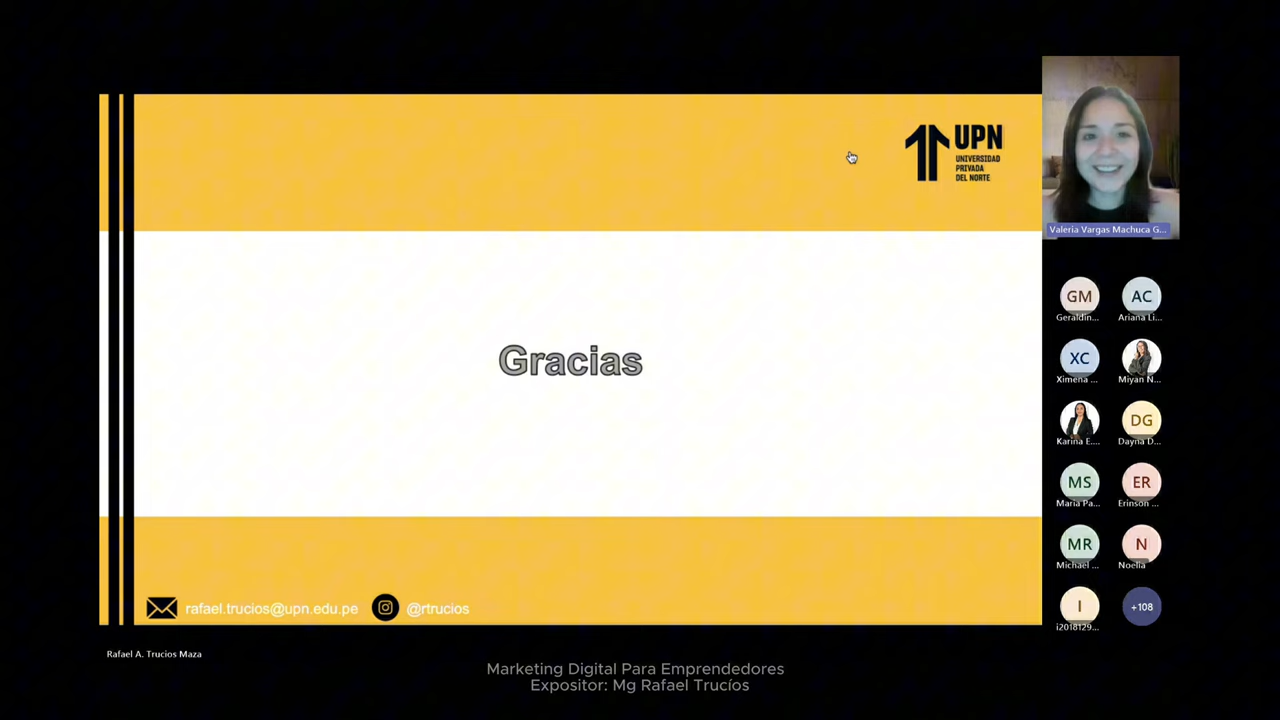 UPN
UNIVERSIDAD
PRIVADA
DEL NORTE
Gracias
rafael.trucios@upn.edu.pe @rtrucios
Valeria Vargas Machuca G...
GM AC
Geraldin... Ariana Li...
XC
Ximena ... Miyan N...
DG
Karina E... Dayna D...
MS ER
Maria Pa... Erinson ...
MR N
Michael ... Noelia
I +108
i2018129...
Rafael A. Trucios Maza
Marketing Digital Para Emprendedores
Expositor: Mg Rafael Trucíos